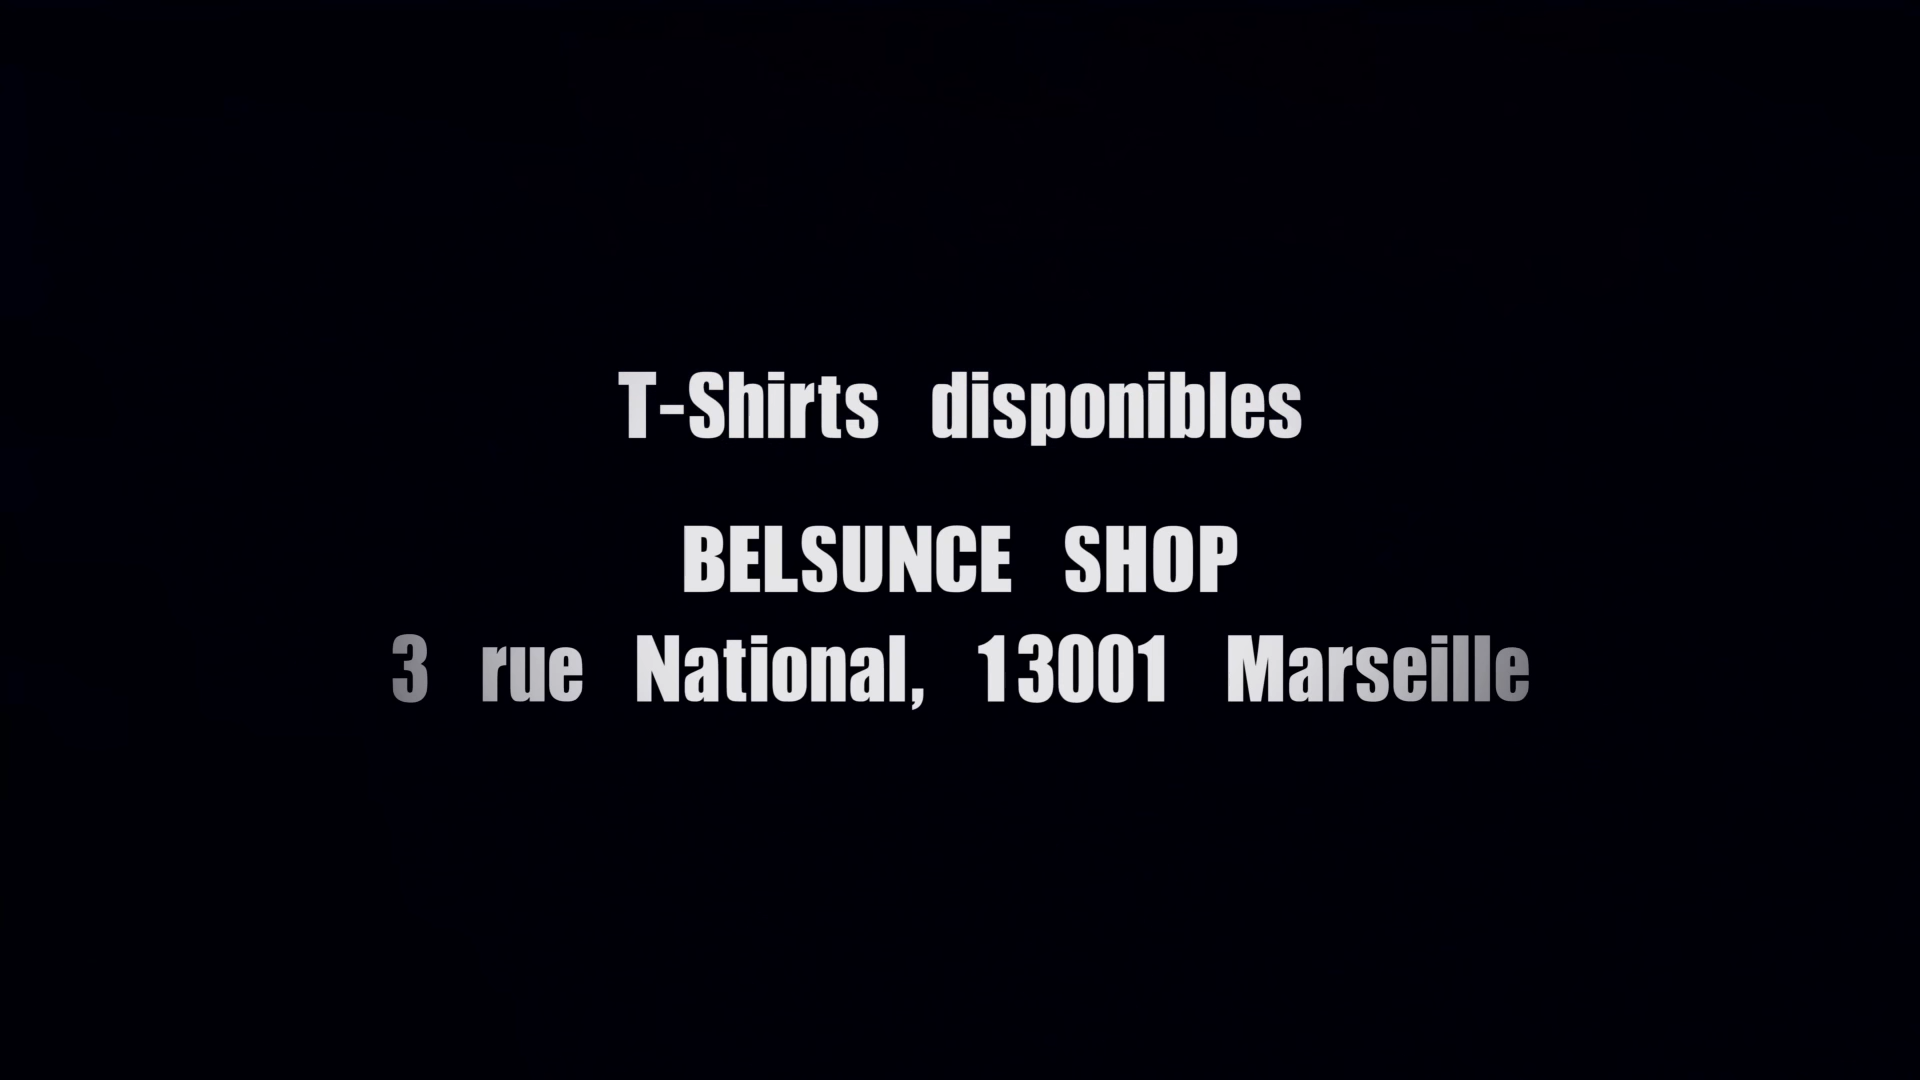 T-Shirts disponibles
BELSUNCE SHOP
3 rue National, 13001 Marseille